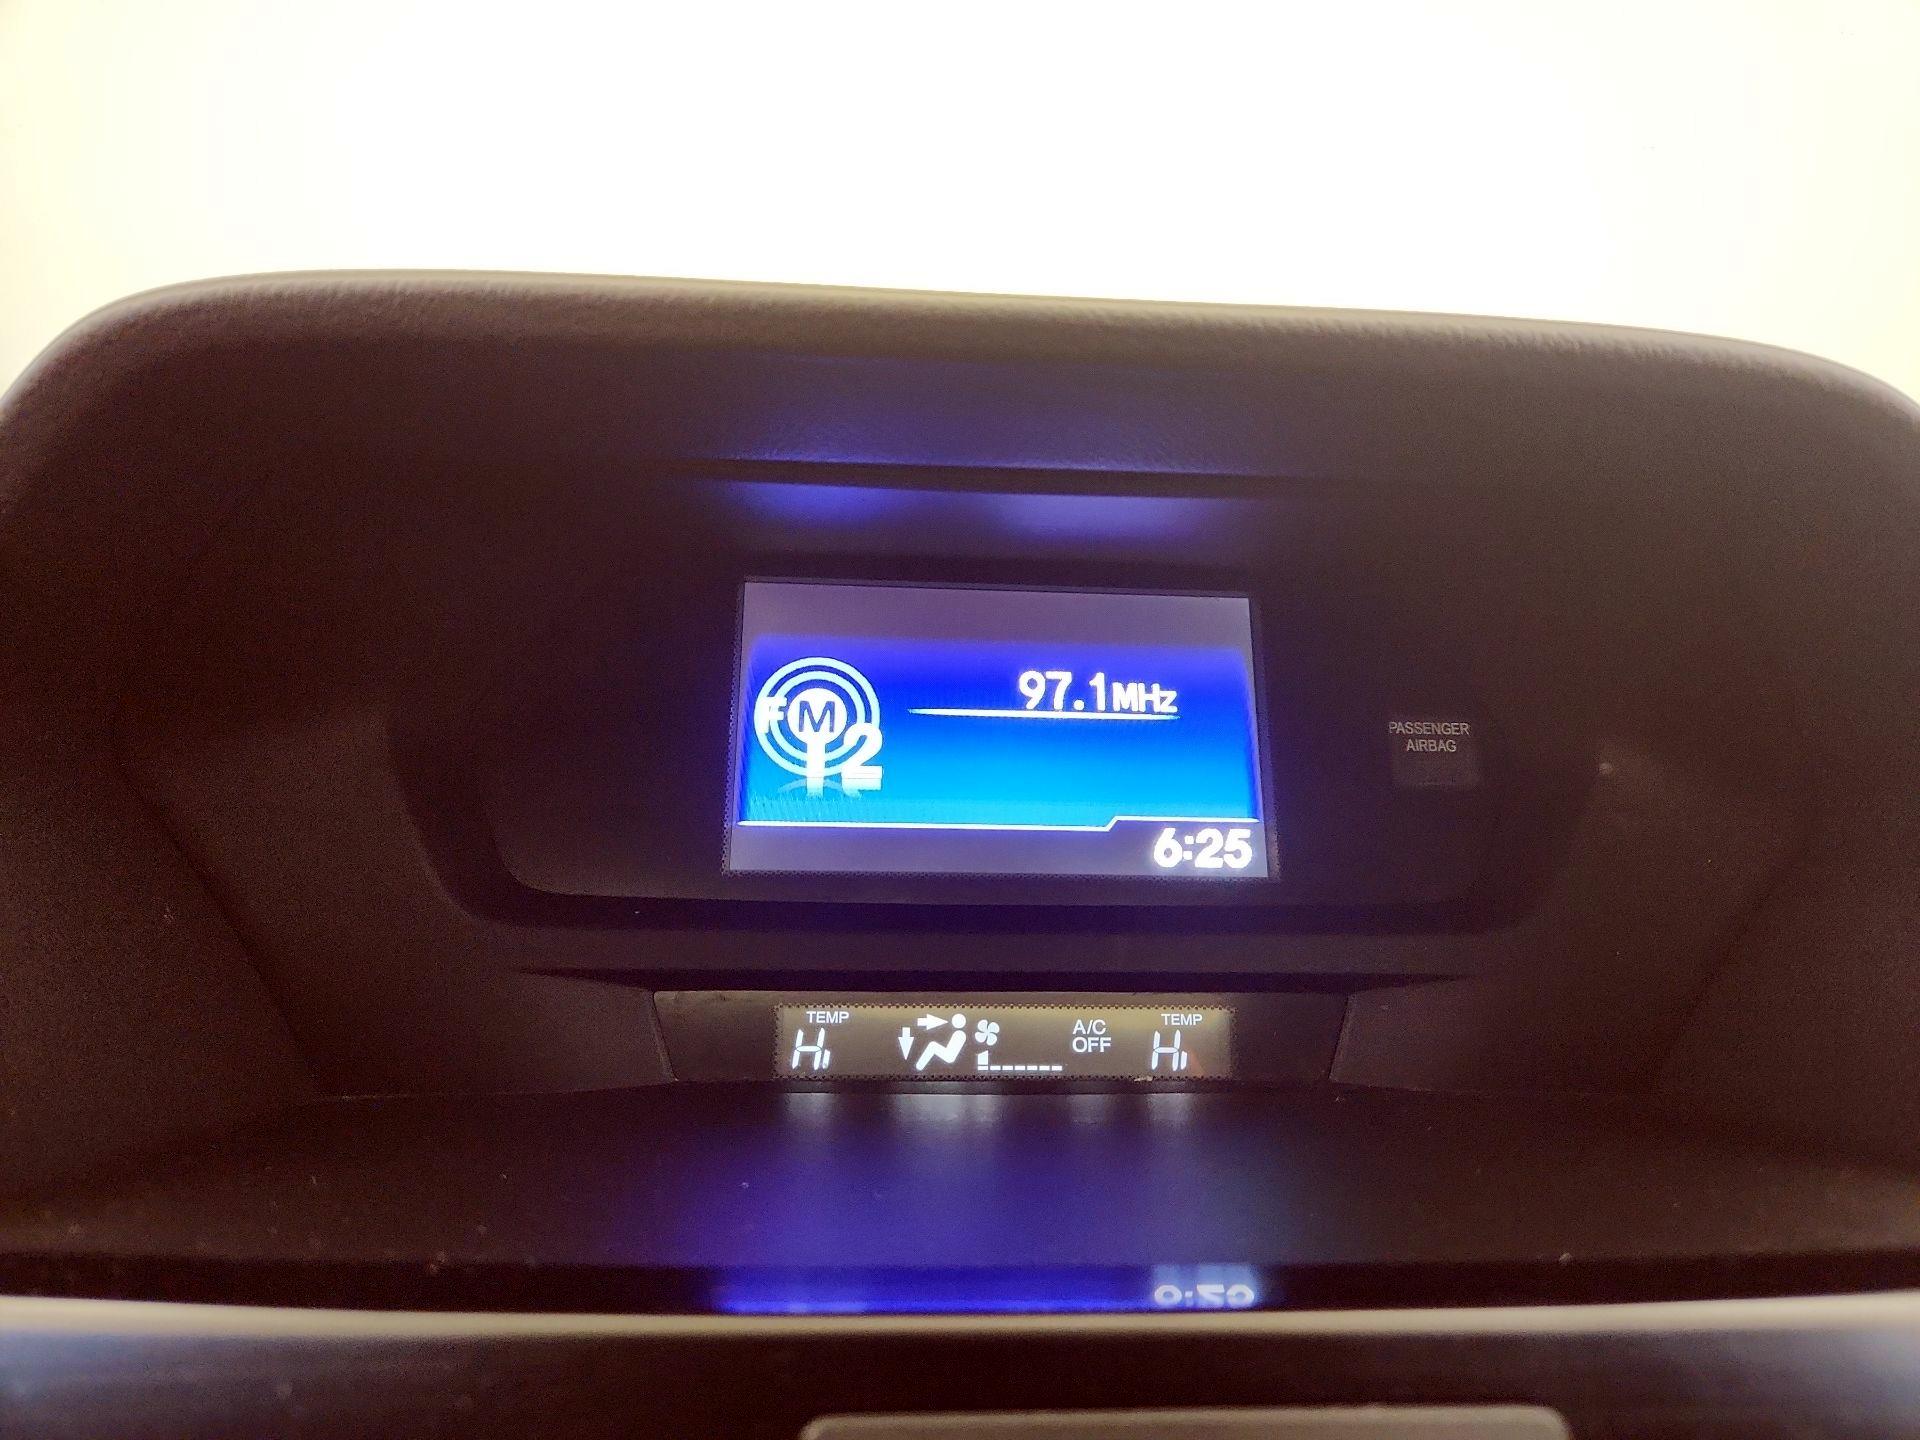 97.1MHz
FM
2
6:25
PASSENGER
AIRBAG
TEMP
Hi
A/C
OFF
TEMP
Hi